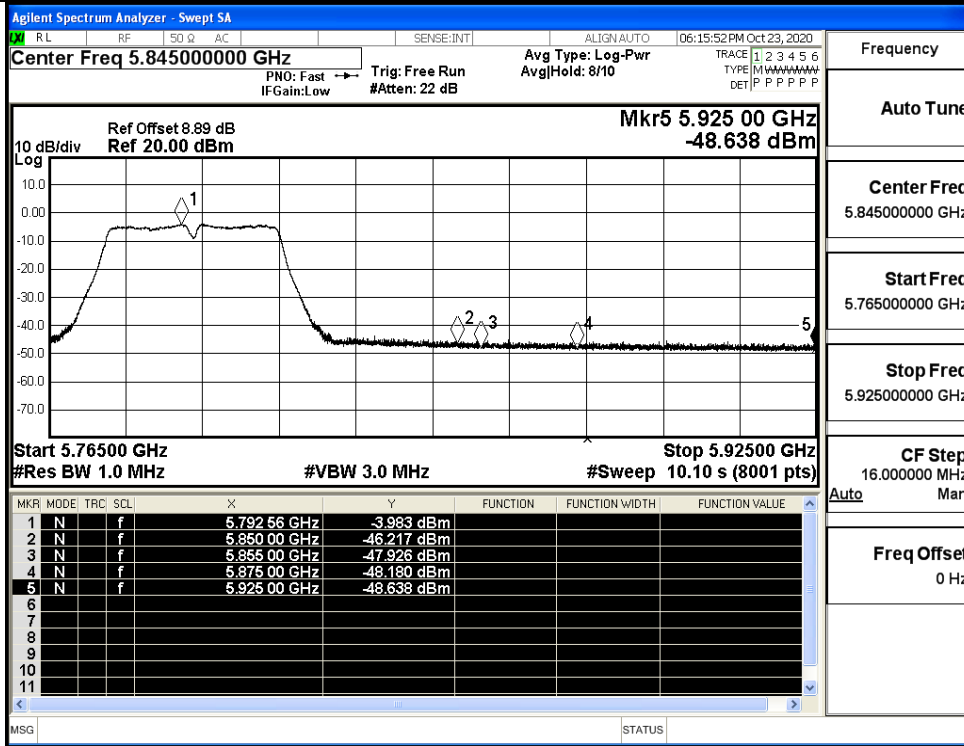 Agilent Spectrum Analyzer - Swept SA
LXI RL RF 50 Ω AC SENSE:INT ALIGN AUTO 06:15:52 PM Oct 23, 2020
Center Freq 5.845000000 GHz
PNO: Fast
IFGain:Low
Trig: Free Run
#Atten: 22 dB
Avg Type: Log-Pwr
Avg|Hold: 8/10
TRACE 1 2 3 4 5 6
TYPE M
DET P P P P P P
Ref Offset 8.89 dB
Ref 20.00 dBm
10 dB/div
Log
Mkr5 5.925 00 GHz
-48.638 dBm
10.0
0.00
-10.0
-20.0
-30.0
-40.0
-50.0
-60.0
-70.0
1
2
3
4
5
Start 5.76500 GHz
Stop 5.92500 GHz
#Res BW 1.0 MHz
#VBW 3.0 MHz
#Sweep 10.10 s (8001 pts)
MKR MODE TRC SCL X Y FUNCTION FUNCTION WIDTH FUNCTION VALUE
1 N f 5.792 56 GHz -3.983 dBm
2 N f 5.850 00 GHz -46.217 dBm
3 N f 5.855 00 GHz -47.926 dBm
4 N f 5.875 00 GHz -48.180 dBm
5 N f 5.925 00 GHz -48.638 dBm
6
7
8
9
10
11
MSG
STATUS
Frequency
Auto Tune
Center Freq
5.845000000 GHz
Start Freq
5.765000000 GHz
Stop Freq
5.925000000 GHz
CF Step
16.000000 MHz
Auto Man
Freq Offset
0 Hz